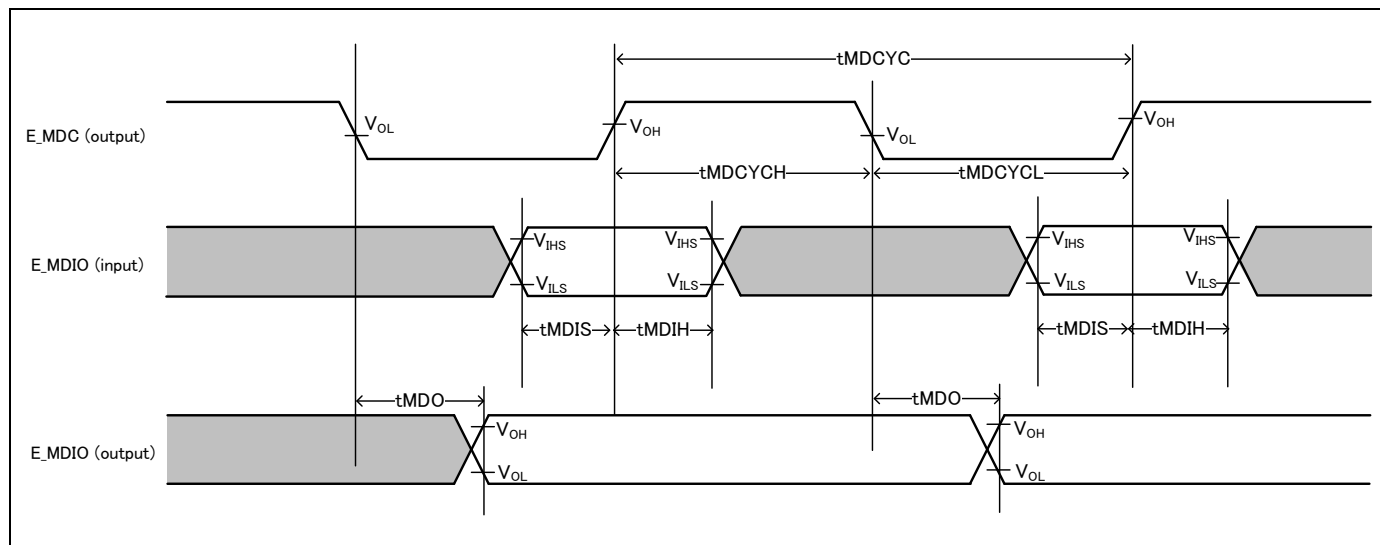 tMDCYC
E_MDC (output)
VOL
VOH
VOL
VOH
tMDCYCH
tMDCYCL
E_MDIO (input)
VIHS
VIHS
VIHS
VIHS
VILS
VILS
VILS
VILS
tMDIS
tMDIH
tMDIS
tMDIH
tMDO
tMDO
E_MDIO (output)
VOH
VOH
VOL
VOL